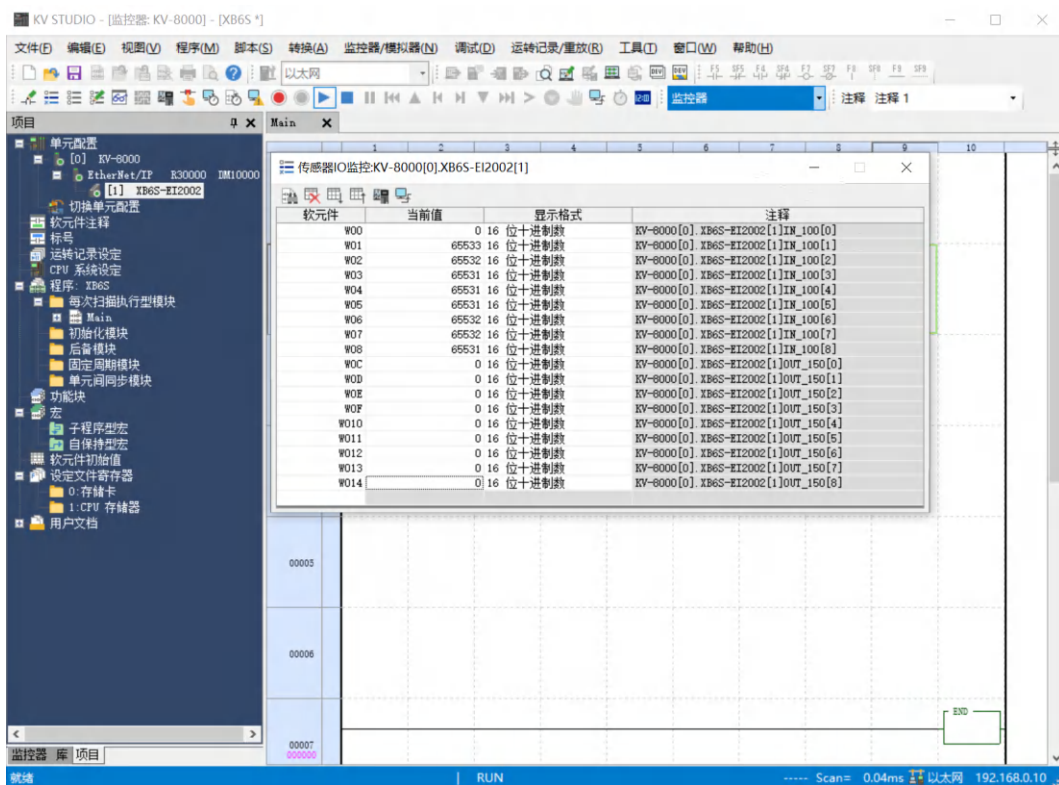 KV STUDIO - [监控器: KV-8000] - [XB6S *]
文件(F) 编辑(E) 视图(V) 程序(M) 脚本(S) 转换(A) 监控器/模拟器(N) 调试(D) 运转记录/重放(R) 工具(T) 窗口(W) 帮助(H)
以太网
监控器 注释 注释 1
项目
Main
单元配置
[0] KV-8000
EtherNet/IP R30000 DM10000
[1] XB6S-EI2002
切换单元配置
软元件注释
标号
运转记录设定
CPU 系统设定
程序: XB6S
每次扫描执行型模块
Main
初始化模块
后备模块
固定周期模块
单元间同步模块
功能块
宏
子程序型宏
自保持型宏
软元件初始值
设定文件寄存器
0:存储卡
1:CPU 存储器
用户文档
监控器 库 项目
1 2 3 4 5 6 7 8 9 10
传感器IO监控:KV-8000[0].XB6S-EI2002[1]
软元件 当前值 显示格式 注释
W00 0 16 位十进制数 KV-8000[0].XB6S-EI2002[1]IN_100[0]
W01 65533 16 位十进制数 KV-8000[0].XB6S-EI2002[1]IN_100[1]
W02 65532 16 位十进制数 KV-8000[0].XB6S-EI2002[1]IN_100[2]
W03 65531 16 位十进制数 KV-8000[0].XB6S-EI2002[1]IN_100[3]
W04 65531 16 位十进制数 KV-8000[0].XB6S-EI2002[1]IN_100[4]
W05 65531 16 位十进制数 KV-8000[0].XB6S-EI2002[1]IN_100[5]
W06 65532 16 位十进制数 KV-8000[0].XB6S-EI2002[1]IN_100[6]
W07 65532 16 位十进制数 KV-8000[0].XB6S-EI2002[1]IN_100[7]
W08 65531 16 位十进制数 KV-8000[0].XB6S-EI2002[1]IN_100[8]
W0C 0 16 位十进制数 KV-8000[0].XB6S-EI2002[1]OUT_150[0]
W0D 0 16 位十进制数 KV-8000[0].XB6S-EI2002[1]OUT_150[1]
W0E 0 16 位十进制数 KV-8000[0].XB6S-EI2002[1]OUT_150[2]
W0F 0 16 位十进制数 KV-8000[0].XB6S-EI2002[1]OUT_150[3]
W010 0 16 位十进制数 KV-8000[0].XB6S-EI2002[1]OUT_150[4]
W011 0 16 位十进制数 KV-8000[0].XB6S-EI2002[1]OUT_150[5]
W012 0 16 位十进制数 KV-8000[0].XB6S-EI2002[1]OUT_150[6]
W013 0 16 位十进制数 KV-8000[0].XB6S-EI2002[1]OUT_150[7]
W014 0 16 位十进制数 KV-8000[0].XB6S-EI2002[1]OUT_150[8]
00005
00006
00007
000000
END
就绪 RUN ----- Scan= 0.04ms 以太网 192.168.0.10